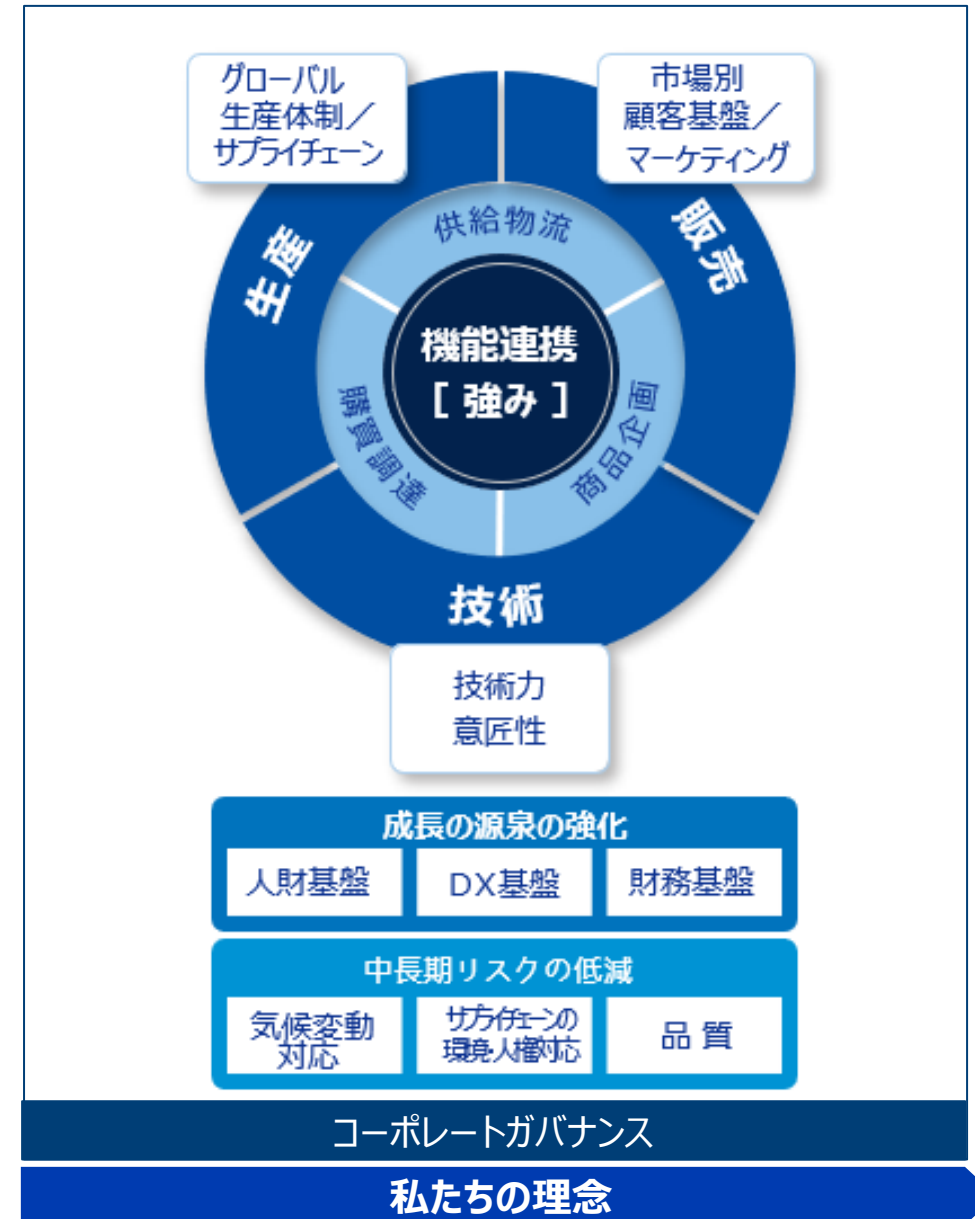 グローバル
生産体制／
サプライチェーン
市場別
顧客基盤／
マーケティング
生産
販売
供給物流
機能連携
［ 強み ］
購買調達
商品企画
技術
技術力
意匠性
成長の源泉の強化
人財基盤
DX基盤
財務基盤
中長期リスクの低減
気候変動
対応
サプライチェーンの
環境・人権対応
品 質
コーポレートガバナンス
私たちの理念